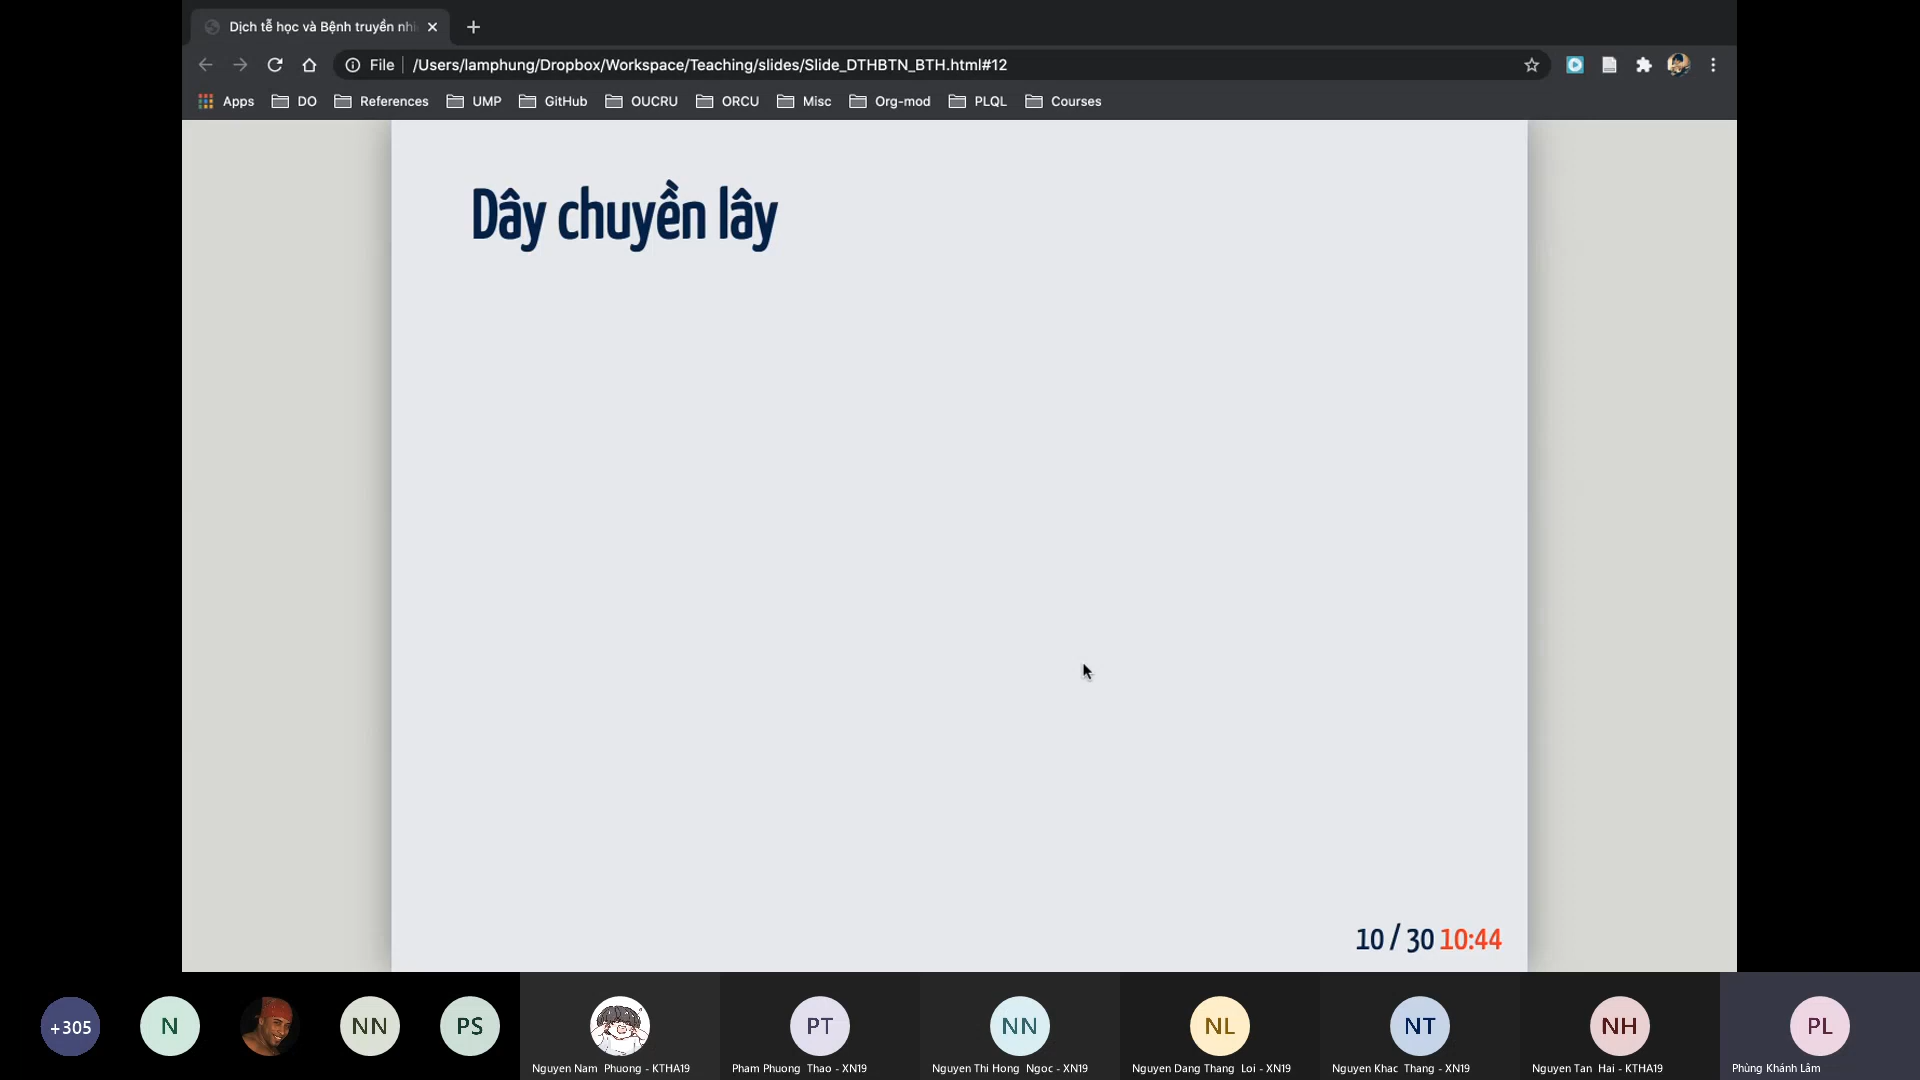 Dịch tễ học và Bệnh truyền nhi
File /Users/lamphung/Dropbox/Workspace/Teaching/slides/Slide_DTHBTN_BTH.html#12
Apps DO References UMP GitHub OUCRU ORCU Misc Org-mod PLQL Courses
Dây chuyền lây
10 / 30 10:44
+305 N NN PS PT NN NL NT NH PL
Nguyen Nam Phuong - KTHA19 Pham Phuong Thao - XN19 Nguyen Thi Hong Ngoc - XN19 Nguyen Dang Thang Loi - XN19 Nguyen Khac Thang - XN19 Nguyen Tan Hai - KTHA19 Phùng Khánh Lâm